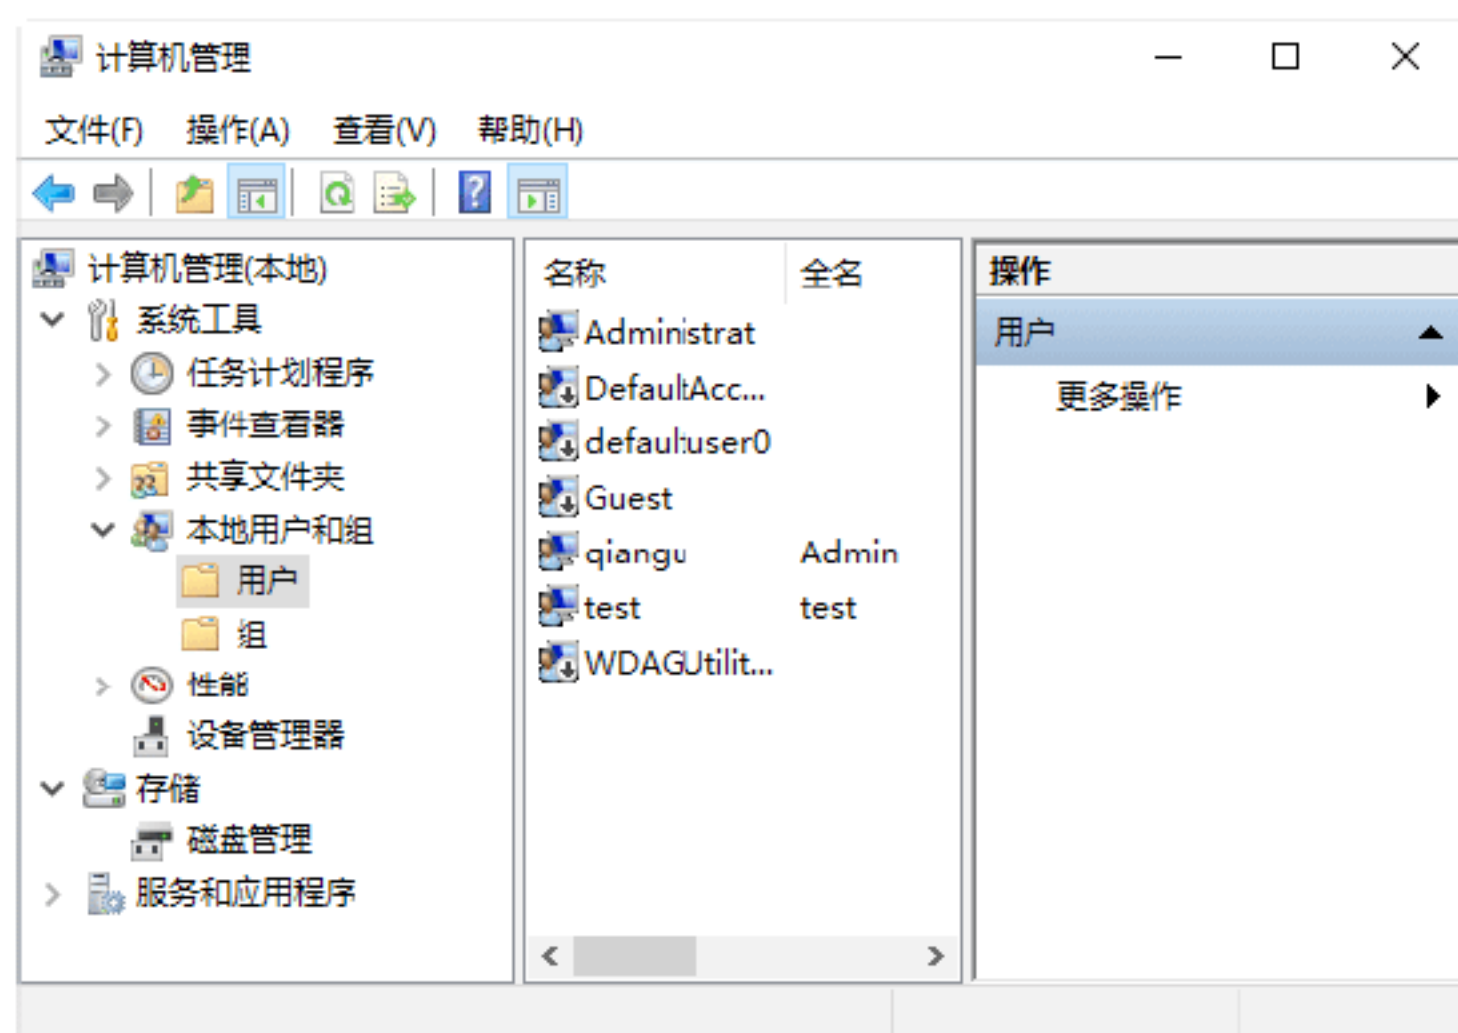 计算机管理
文件(F) 操作(A) 查看(V) 帮助(H)
计算机管理(本地)
系统工具
任务计划程序
事件查看器
共享文件夹
本地用户和组
用户
组
性能
设备管理器
存储
磁盘管理
服务和应用程序
名称 全名
Administrat
DefaultAcc...
defaultuser0
Guest
qiangu Admin
test test
WDAGUtilit...
操作
用户
更多操作